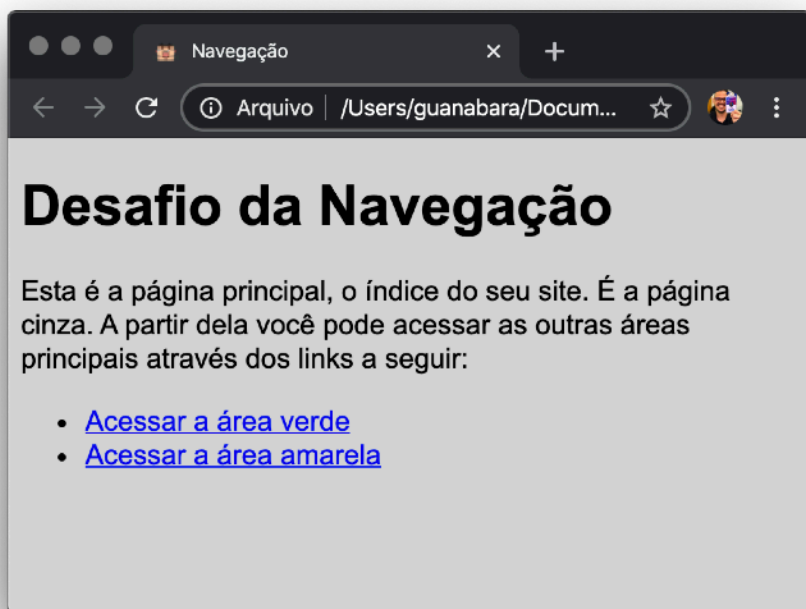 Navegação
Arquivo /Users/guanabara/Docum...
Desafio da Navegação
Esta é a página principal, o índice do seu site. É a página
cinza. A partir dela você pode acessar as outras áreas
principais através dos links a seguir:
• Acessar a área verde
• Acessar a área amarela